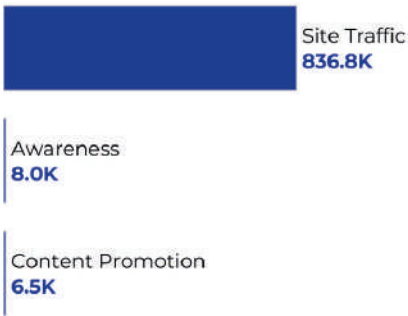 Site Traffic
836.8K
Awareness
8.0K
Content Promotion
6.5K